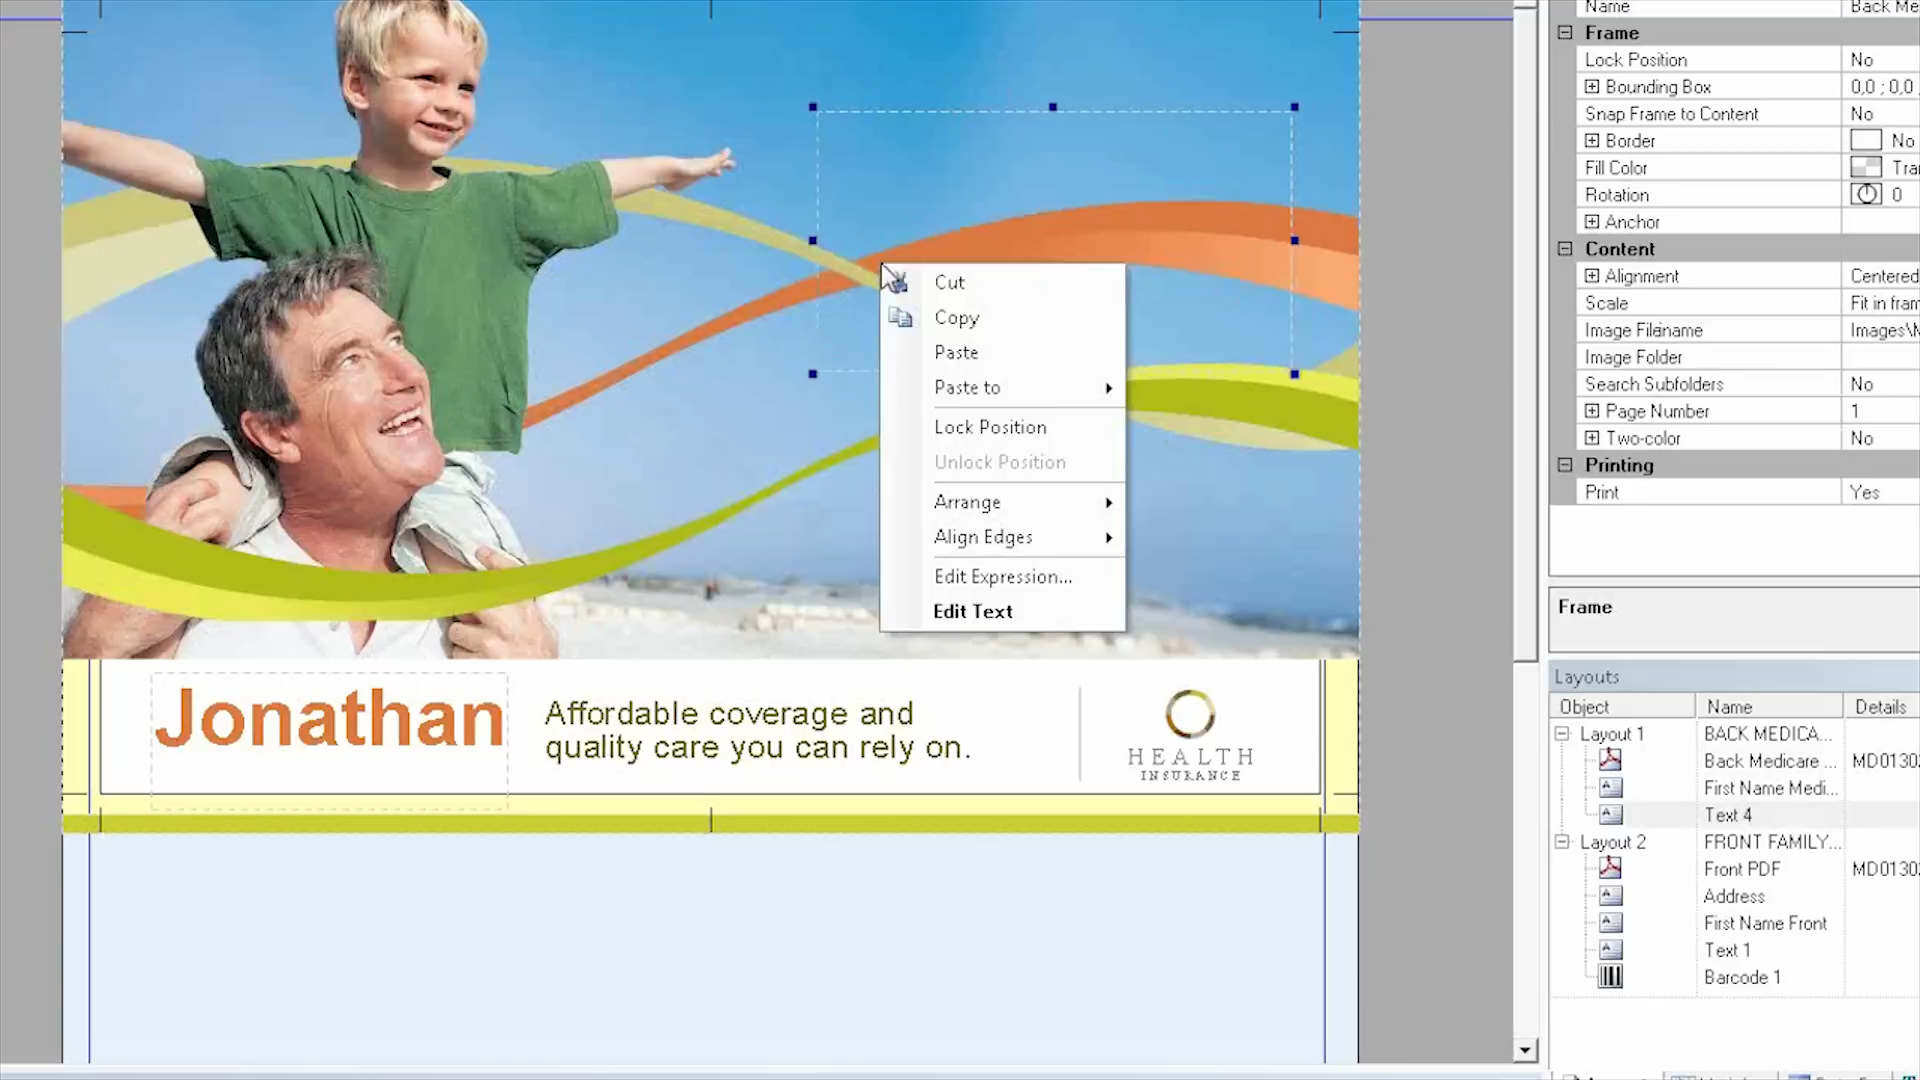 Name Back Me
Frame
Lock Position No
Bounding Box 0,0 ; 0,0 ;
Snap Frame to Content No
Border No
Fill Color Tra
Rotation 0
Anchor
Content
Alignment Centered
Scale Fit in fram
Image Filename Images\M
Image Folder
Search Subfolders No
Page Number 1
Two-color No
Printing
Print Yes
Cut
Copy
Paste
Paste to
Lock Position
Unlock Position
Arrange
Align Edges
Edit Expression...
Edit Text
Jonathan
Affordable coverage and
quality care you can rely on.
HEALTH
INSURANCE
Frame
Layouts
Object Name Details
Layout 1 BACK MEDICA...
Back Medicare ... MD0130
First Name Medi...
Text 4
Layout 2 FRONT FAMILY...
Front PDF MD0130
Address
First Name Front
Text 1
Barcode 1